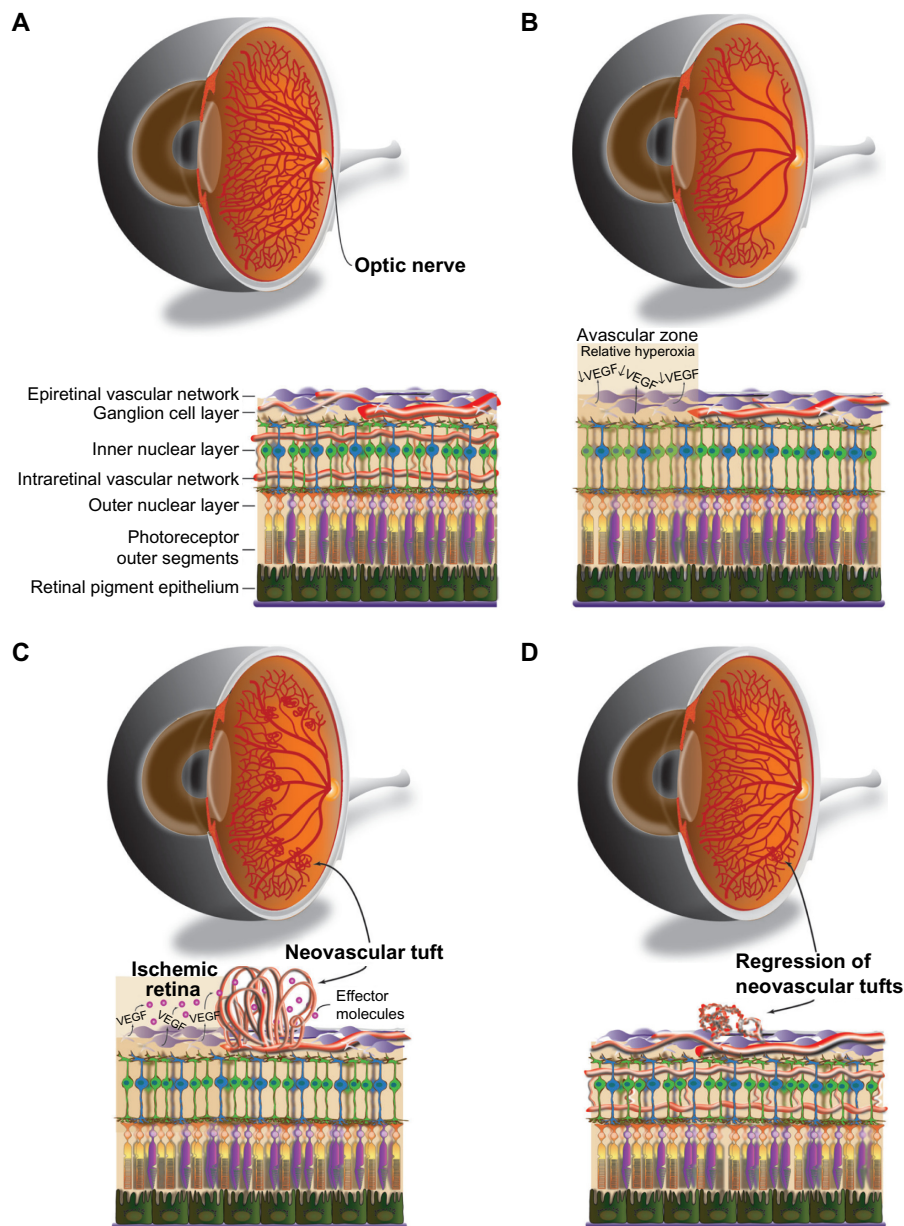 A
B
Optic nerve
Avascular zone
Relative hyperoxia
↓VEGF
↓VEGF
↓VEGF
Epiretinal vascular network
Ganglion cell layer
Inner nuclear layer
Intraretinal vascular network
Outer nuclear layer
Photoreceptor
outer segments
Retinal pigment epithelium
C
D
Neovascular tuft
Ischemic
retina
VEGF
VEGF
VEGF
Effector
molecules
Regression of
neovascular tufts